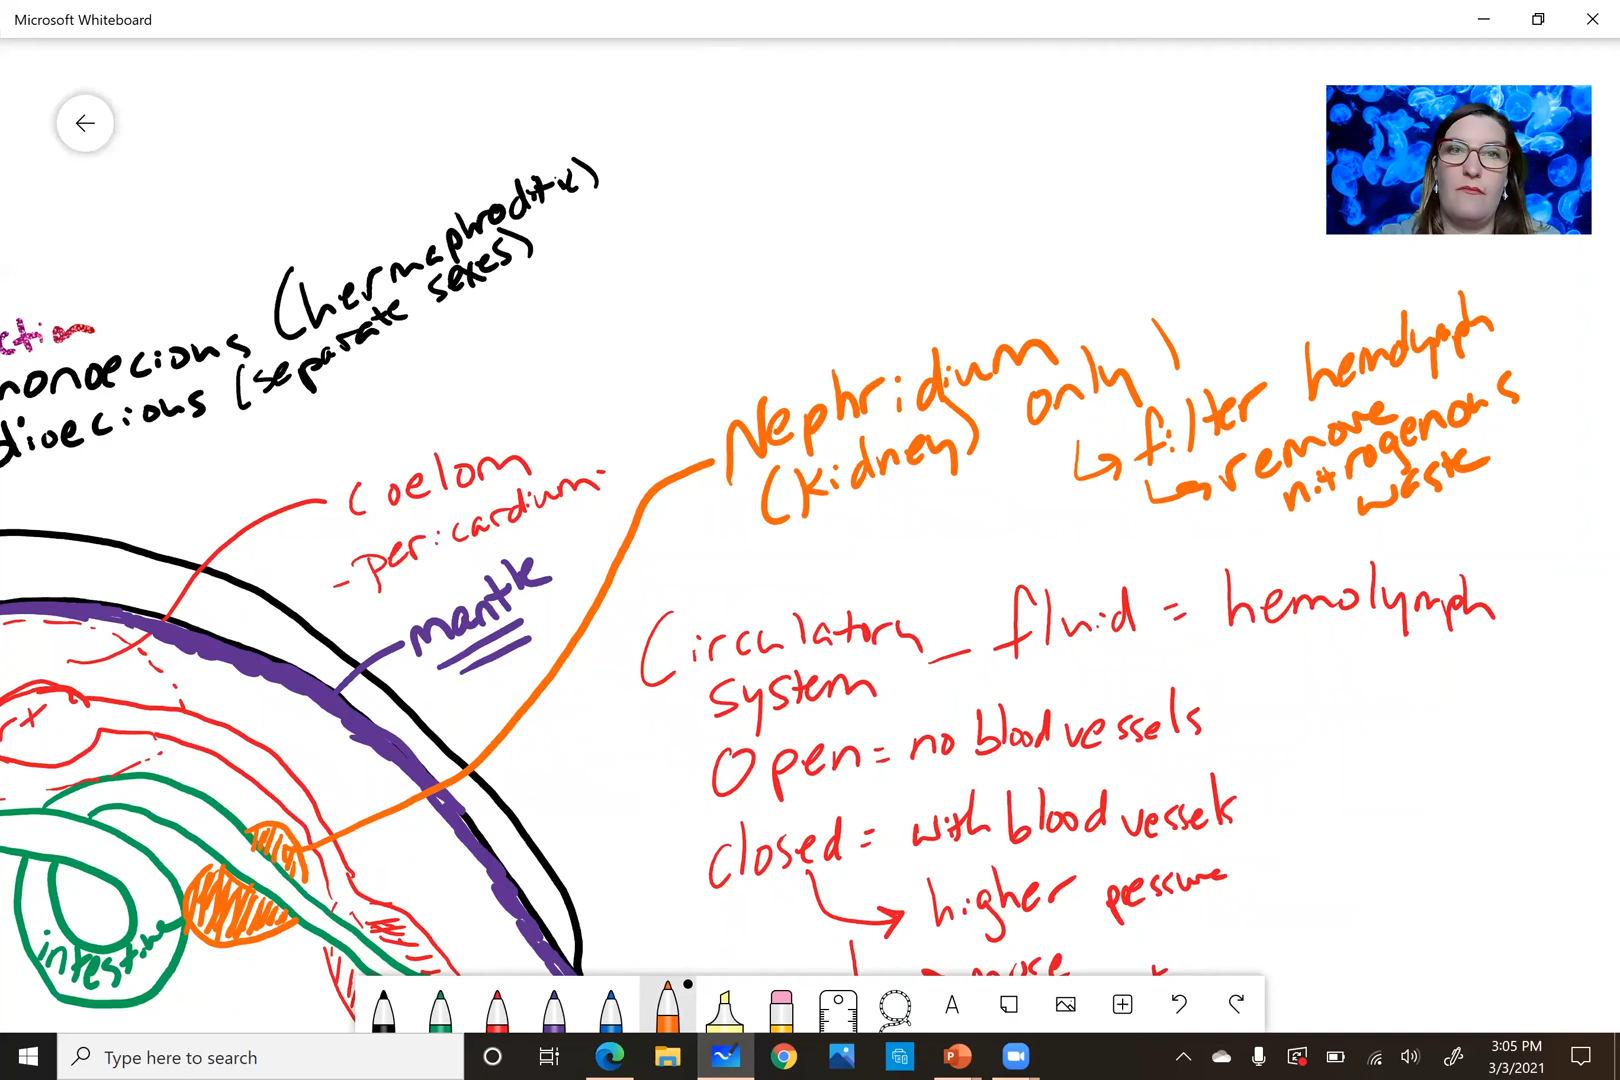 Microsoft Whiteboard
(hermaphroditic)
ction
monoecious
dioecious (separate sexes)
Nephridium only
(kidney)
filter hemolymph
remove
nitrogenous
waste
coelom
- pericardium
mantle
Circulatory
system
- fluid = hemolymph
Open = no blood vessels
closed = with blood vessels
higher pressure
more
intestine
A
Type here to search
3:05 PM
3/3/2021